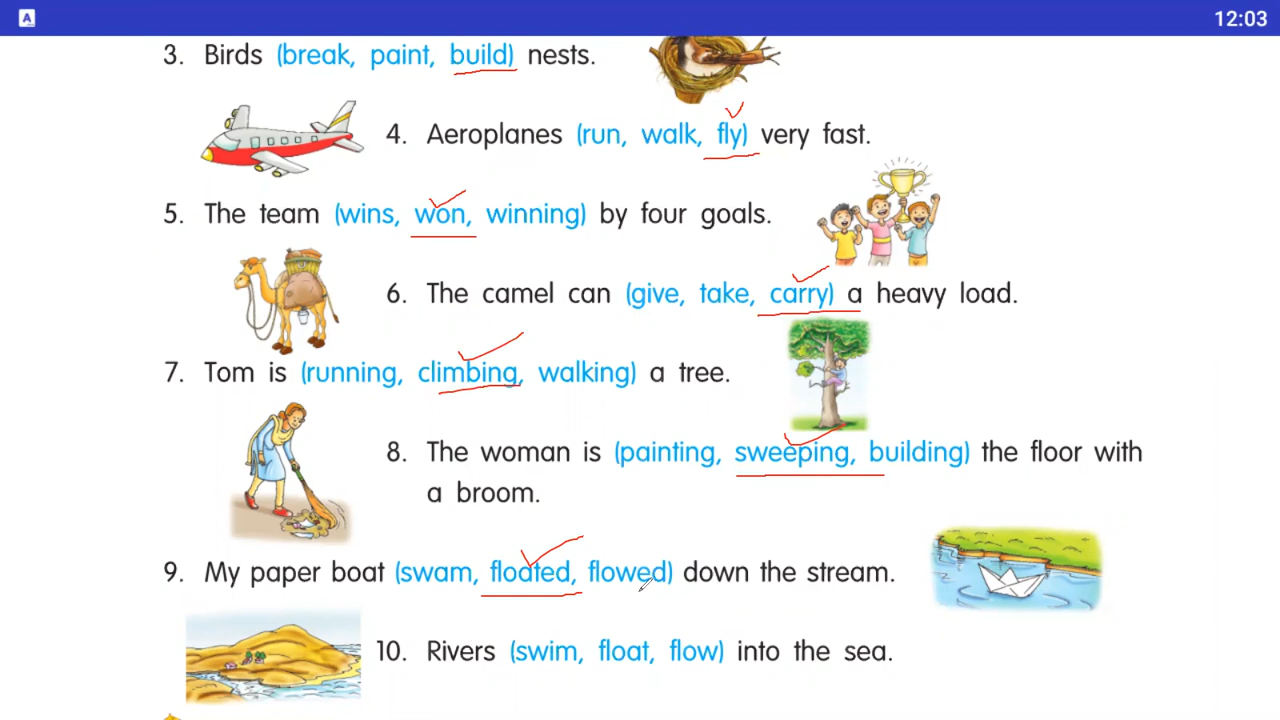 A
12:03
3. Birds (break, paint, build) nests.
4. Aeroplanes (run, walk, fly) very fast.
5. The team (wins, won, winning) by four goals.
6. The camel can (give, take, carry) a heavy load.
7. Tom is (running, climbing, walking) a tree.
8. The woman is (painting, sweeping, building) the floor with
a broom.
9. My paper boat (swam, floated, flowed) down the stream.
10. Rivers (swim, float, flow) into the sea.